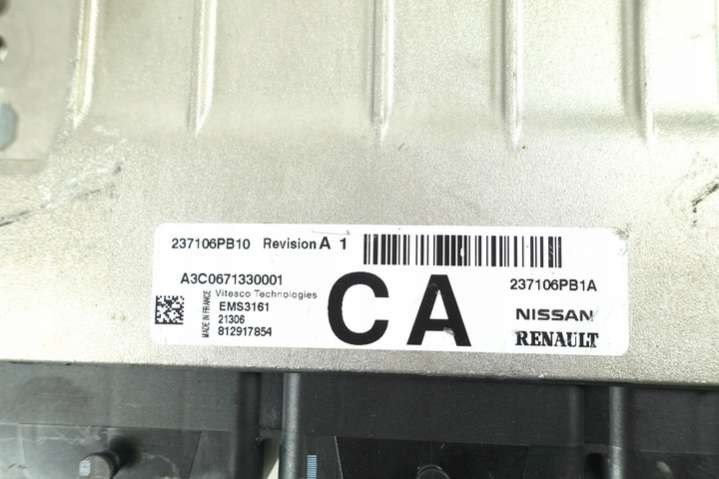 237106PB10 Revision A 1
A3C0671330001
237106PB1A
MADE IN FRANCE
Vitesco Technologies
EMS3161
21306
812917854
CA
NISSAN
RENAULT